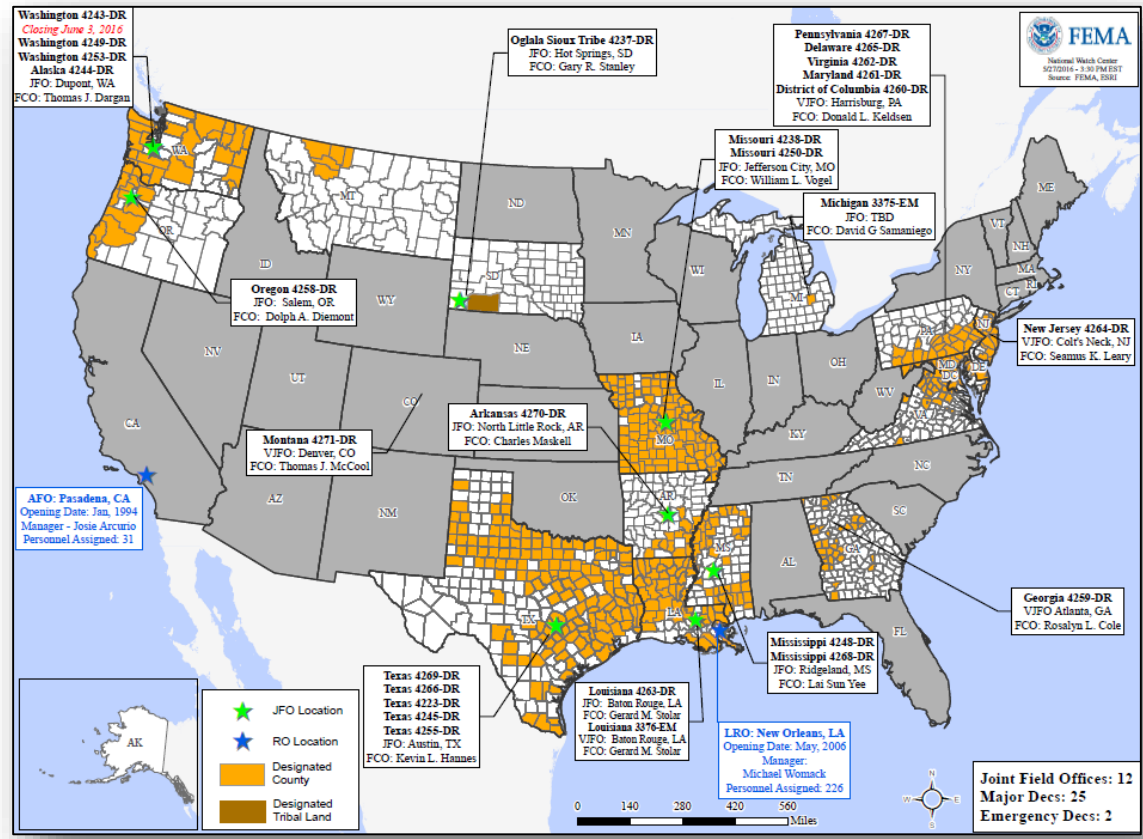 Washington 4243-DR
Closing June 3, 2016
Washington 4249-DR
Washington 4253-DR
Alaska 4244-DR
JFO: Dupont, WA
FCO: Thomas J. Dargan
Oglala Sioux Tribe 4237-DR
JFO: Hot Springs, SD
FCO: Gary R. Stanley
Pennsylvania 4267-DR
Delaware 4265-DR
Virginia 4262-DR
Maryland 4261-DR
District of Columbia 4260-DR
VJFO: Harrisburg, PA
FCO: Donald L. Keldsen
FEMA
National Watch Center
5/27/2016 - 3:30 PM EST
Source: FEMA, ESRI
Missouri 4238-DR
Missouri 4250-DR
JFO: Jefferson City, MO
FCO: William L. Vogel
Michigan 3375-EM
JFO: TBD
FCO: David G Samaniego
WA
MT
ND
MN
ME
VT
NH
OR
ID
SD
WI
MI
NY
MA
RI
CT
Oregon 4258-DR
JFO: Salem, OR
FCO: Dolph A. Diemont
WY
IA
PA
NJ
New Jersey 4264-DR
VJFO: Colt's Neck, NJ
FCO: Seamus K. Leary
NV
UT
NE
IL
IN
OH
MD
DC
DE
WV
VA
CA
CO
Arkansas 4270-DR
JFO: North Little Rock, AR
FCO: Charles Maskell
MO
KY
Montana 4271-DR
VJFO: Denver, CO
FCO: Thomas J. McCool
NC
TN
AFO: Pasadena, CA
Opening Date: Jan, 1994
Manager - Josie Arcurio
Personnel Assigned: 31
AZ
NM
OK
AR
SC
MS
AL
GA
Georgia 4259-DR
VJFO Atlanta, GA
FCO: Rosalyn L. Cole
TX
LA
FL
Mississippi 4248-DR
Mississippi 4268-DR
JFO: Ridgeland, MS
FCO: Lai Sun Yee
Texas 4269-DR
Texas 4266-DR
Texas 4223-DR
Texas 4245-DR
Texas 4255-DR
JFO: Austin, TX
FCO: Kevin L. Hannes
Louisiana 4263-DR
JFO: Baton Rouge, LA
FCO: Gerard M. Stolar
Louisiana 3376-EM
VJFO: Baton Rouge, LA
FCO: Gerard M. Stolar
LRO: New Orleans, LA
Opening Date: May, 2006
Manager:
Michael Womack
Personnel Assigned: 226
AK
JFO Location
RO Location
Designated
County
Designated
Tribal Land
0 140 280 420 560
Miles
N
W E
S
Joint Field Offices: 12
Major Decs: 25
Emergency Decs: 2